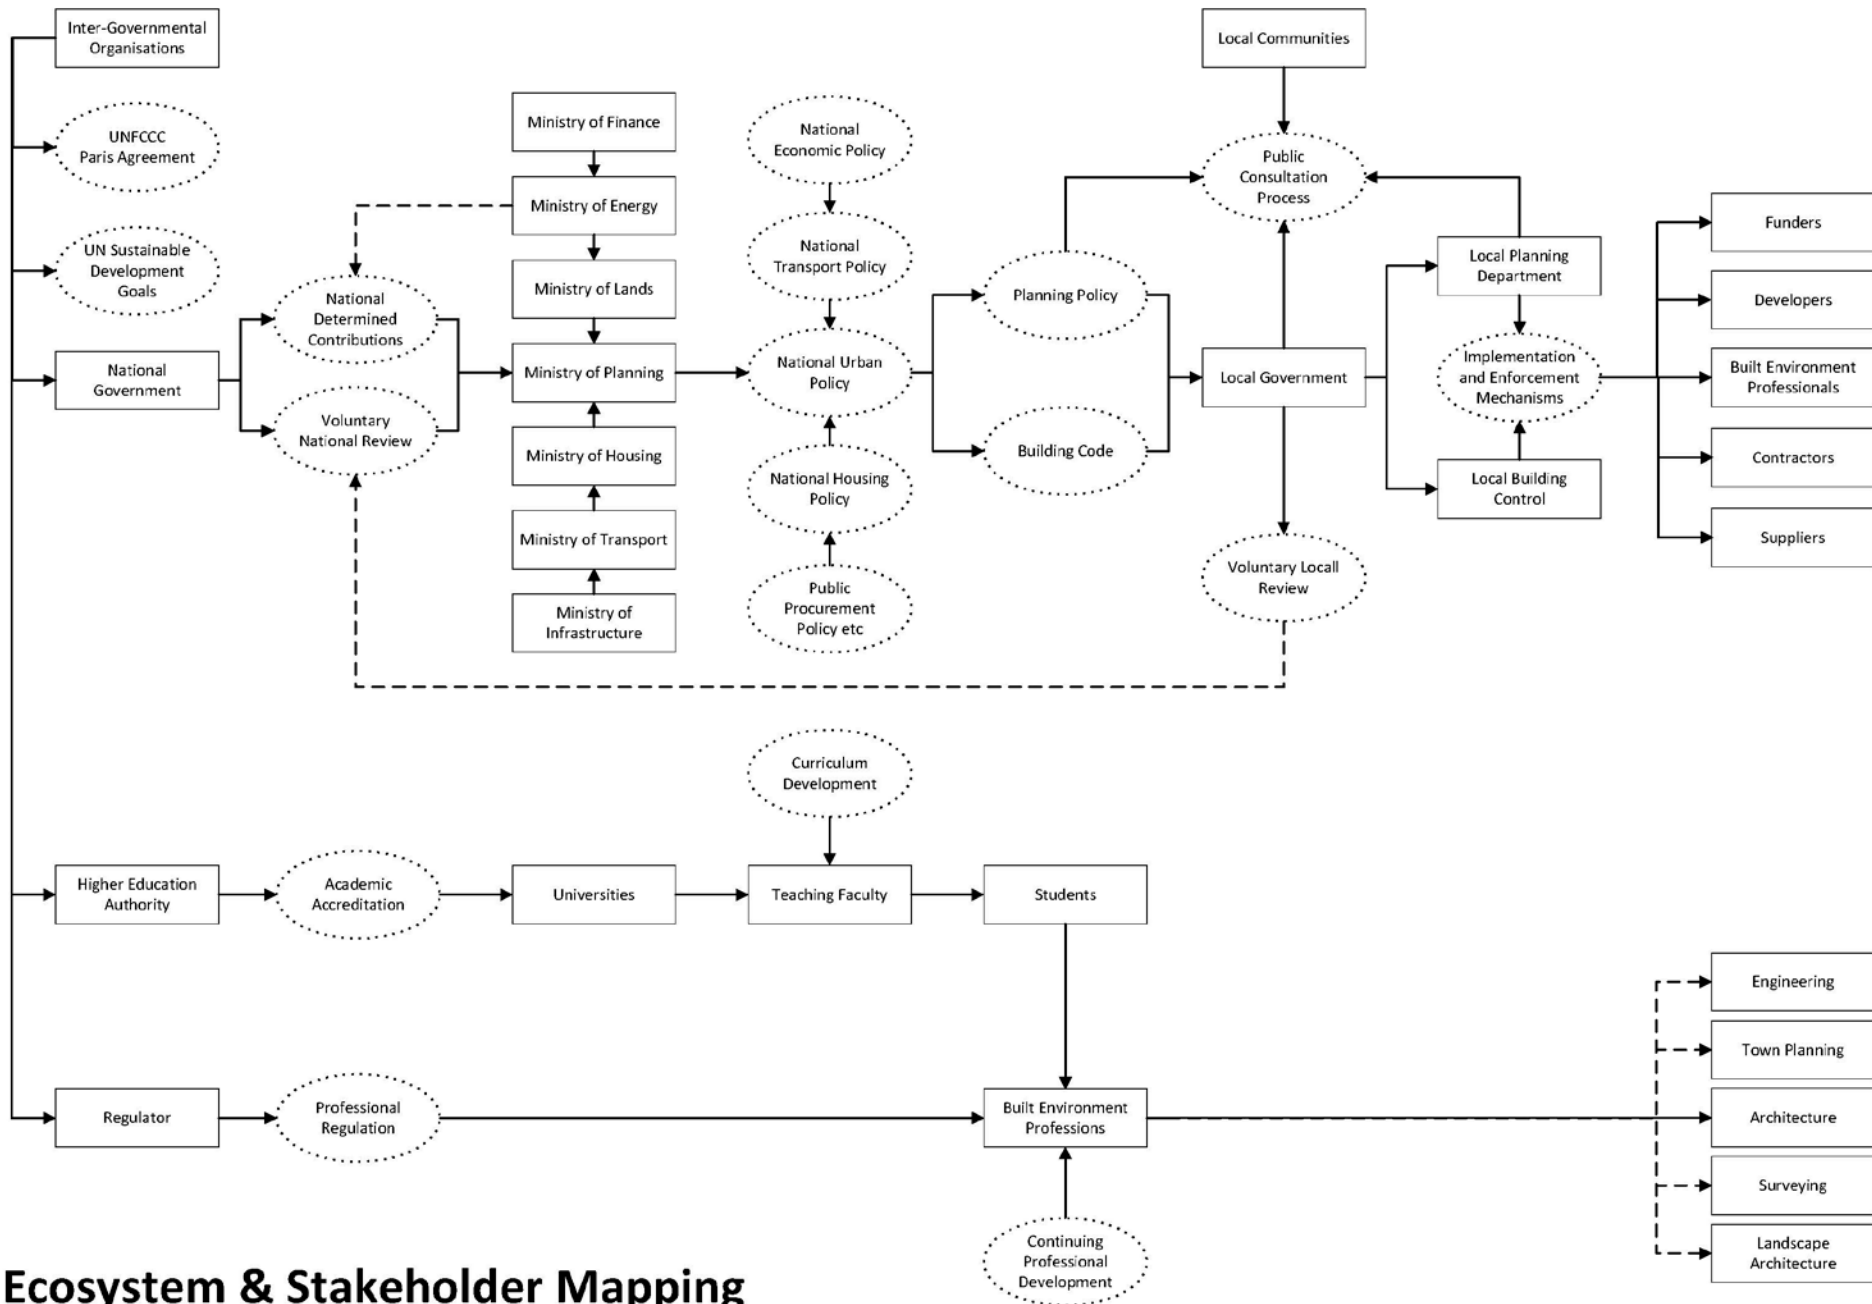 Inter-Governmental
Organisations
UNFCCC
Paris Agreement
UN Sustainable
Development
Goals
National
Government
National
Determined
Contributions
Voluntary
National Review
Ministry of Finance
Ministry of Energy
Ministry of Lands
Ministry of Planning
Ministry of Housing
Ministry of Transport
Ministry of
Infrastructure
National
Economic Policy
National
Transport Policy
National Urban
Policy
National Housing
Policy
Public
Procurement
Policy etc
Planning Policy
Building Code
Local Communities
Public
Consultation
Process
Local Government
Voluntary Locall
Review
Local Planning
Department
Implementation
and Enforcement
Mechanisms
Local Building
Control
Funders
Developers
Built Environment
Professionals
Contractors
Suppliers
Curriculum
Development
Higher Education
Authority
Academic
Accreditation
Universities
Teaching Faculty
Students
Regulator
Professional
Regulation
Built Environment
Professions
Continuing
Professional
Development
Engineering
Town Planning
Architecture
Surveying
Landscape
Architecture
Ecosystem & Stakeholder Mapping